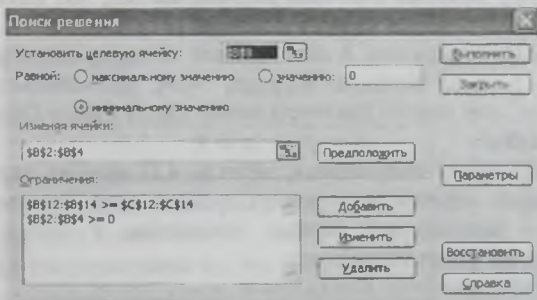 Поиск решения
Установить целевую ячейку:
Равной: максимальному значению значению: 0
минимальному значению
Изменяя ячейки:
$B$2:$B$4
Предположить
Ограничения:
$B$12:$B$14 >= $C$12:$C$14
$B$2:$B$4 >= 0
Добавить
Изменить
Удалить
Выполнить
Закрыть
Параметры
Восстановить
Справка